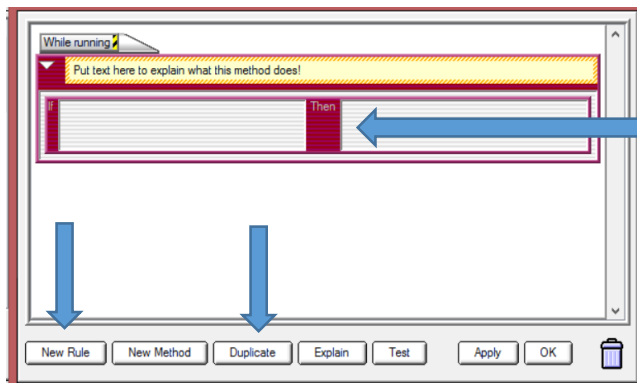 While running
Put text here to explain what this method does!
If Then
New Rule New Method Duplicate Explain Test Apply OK